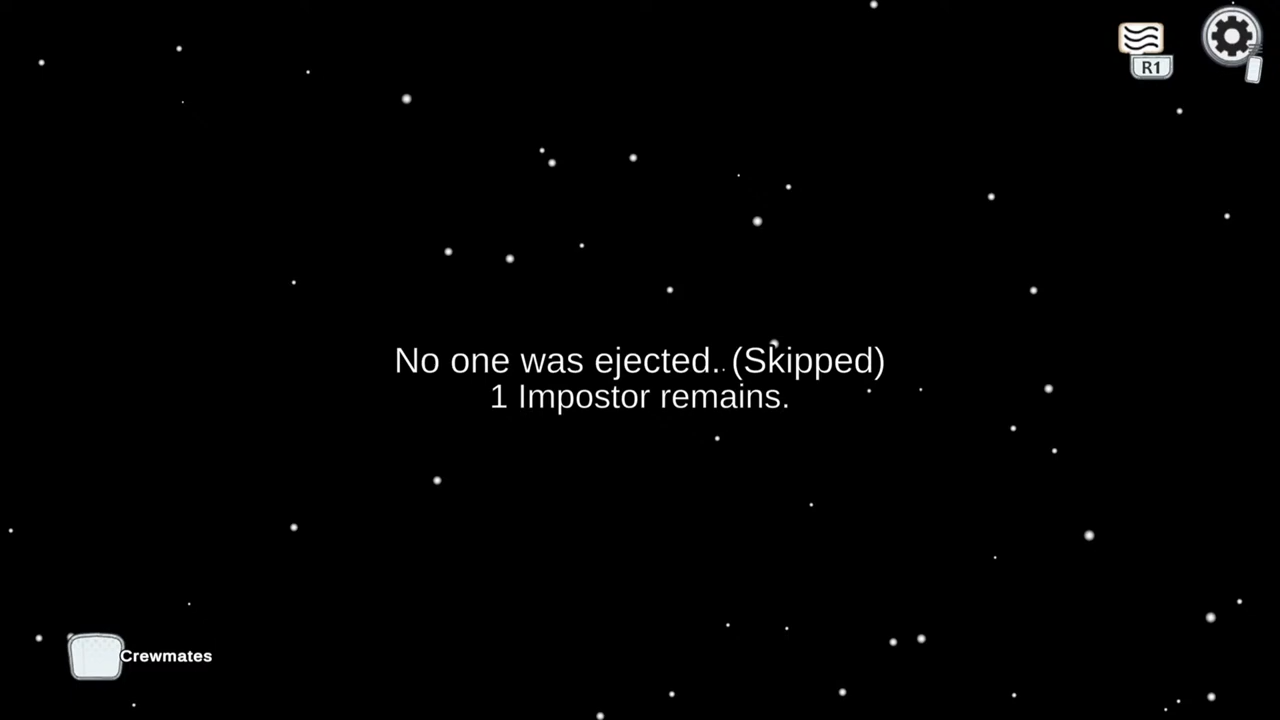 R1
No one was ejected. (Skipped)
1 Impostor remains.
Crewmates